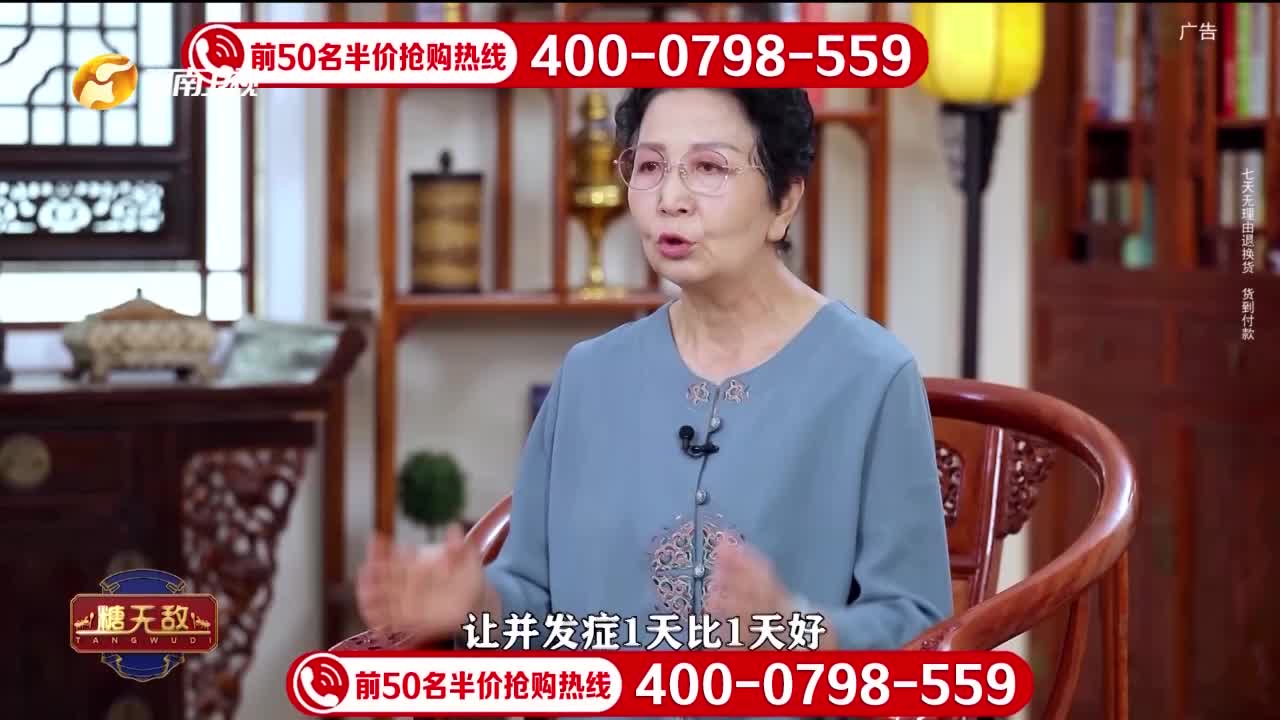 前50名半价抢购热线 400-0798-559
广告
南卫视
七天无理由退换货 货到付款
糖无敌
TANGWUDI
让并发症1天比1天好
前50名半价抢购热线 400-0798-559